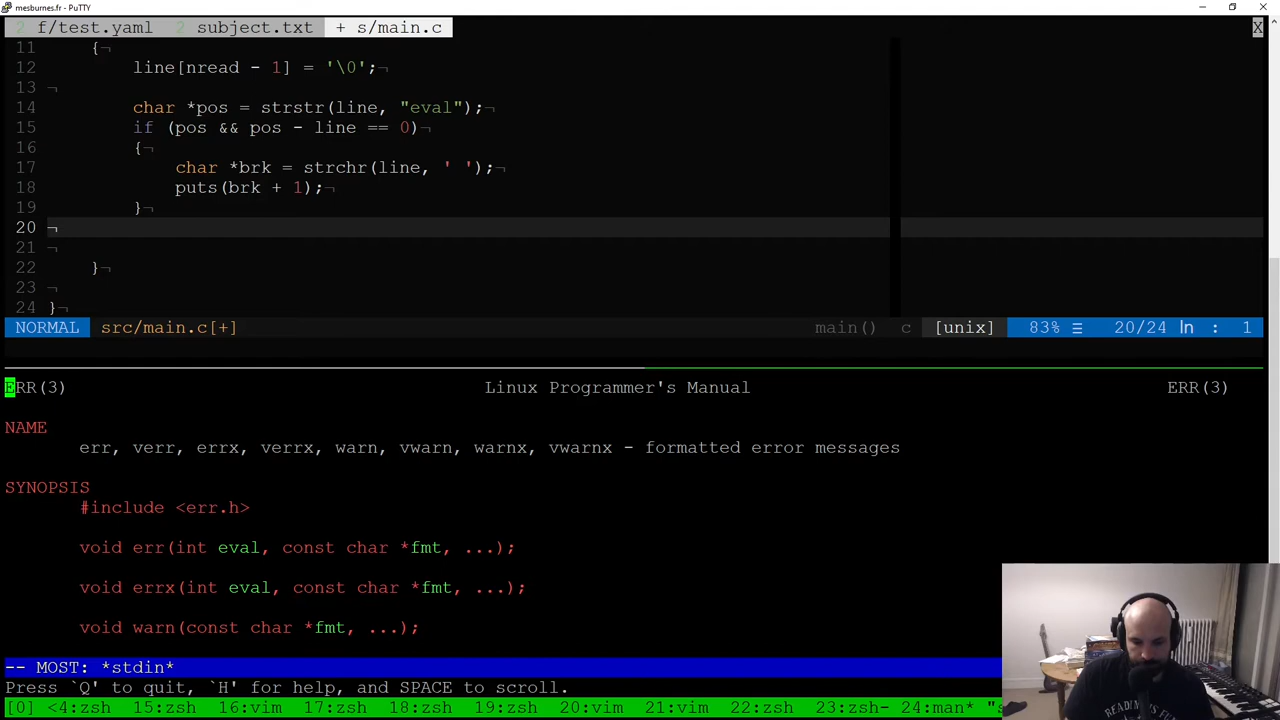 mesburnes.fr - PuTTY
2 f/test.yaml 2 subject.txt + s/main.c X
11 {¬
12 line[nread - 1] = '\0';¬
13 ¬
14 char *pos = strstr(line, "eval");¬
15 if (pos && pos - line == 0)¬
16 {¬
17 char *brk = strchr(line, ' ');¬
18 puts(brk + 1);¬
19 }¬
20 ¬
21 ¬
22 }¬
23 ¬
24 }¬
NORMAL src/main.c[+] main() c [unix] 83% ☰ 20/24 ln : 1
ERR(3) Linux Programmer's Manual ERR(3)
NAME
err, verr, errx, verrx, warn, vwarn, warnx, vwarnx - formatted error messages
SYNOPSIS
#include <err.h>
void err(int eval, const char *fmt, ...);
void errx(int eval, const char *fmt, ...);
void warn(const char *fmt, ...);
-- MOST: *stdin*
Press `Q' to quit, `H' for help, and SPACE to scroll.
[0] <4:zsh 15:zsh 16:vim 17:zsh 18:zsh 19:zsh 20:vim 21:vim 22:zsh 23:zsh- 24:man* "s